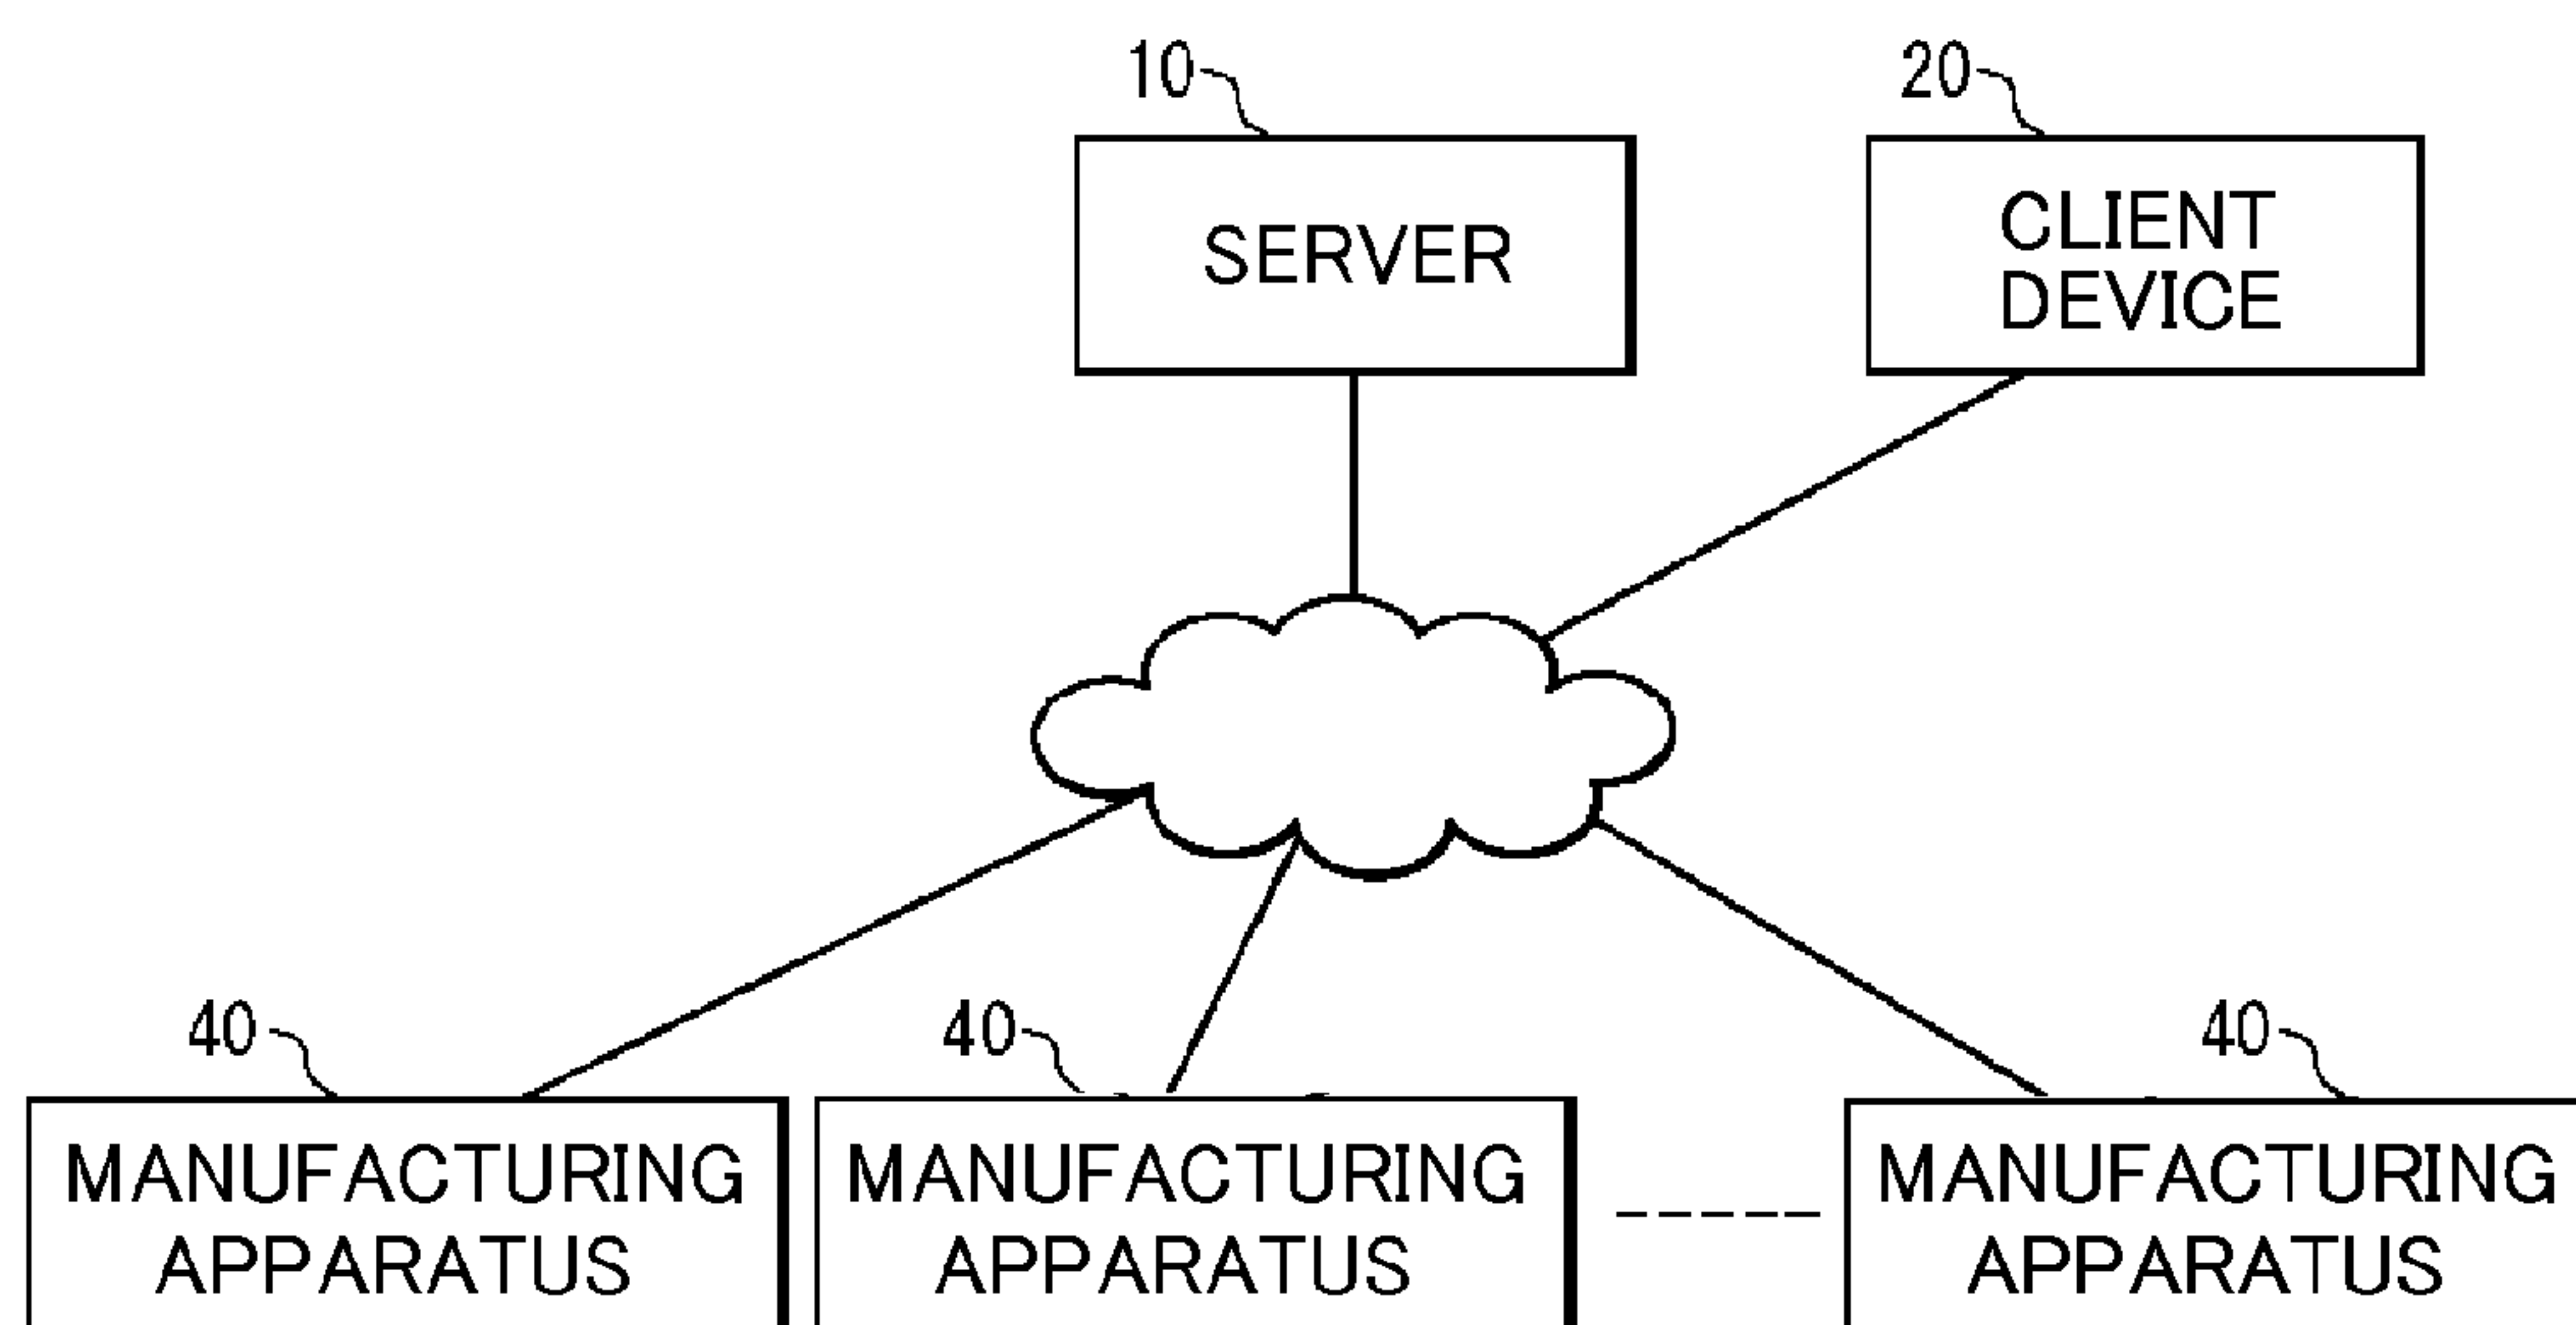 10
20
SERVER
CLIENT
DEVICE
40
40
40
MANUFACTURING
APPARATUS
MANUFACTURING
APPARATUS
MANUFACTURING
APPARATUS